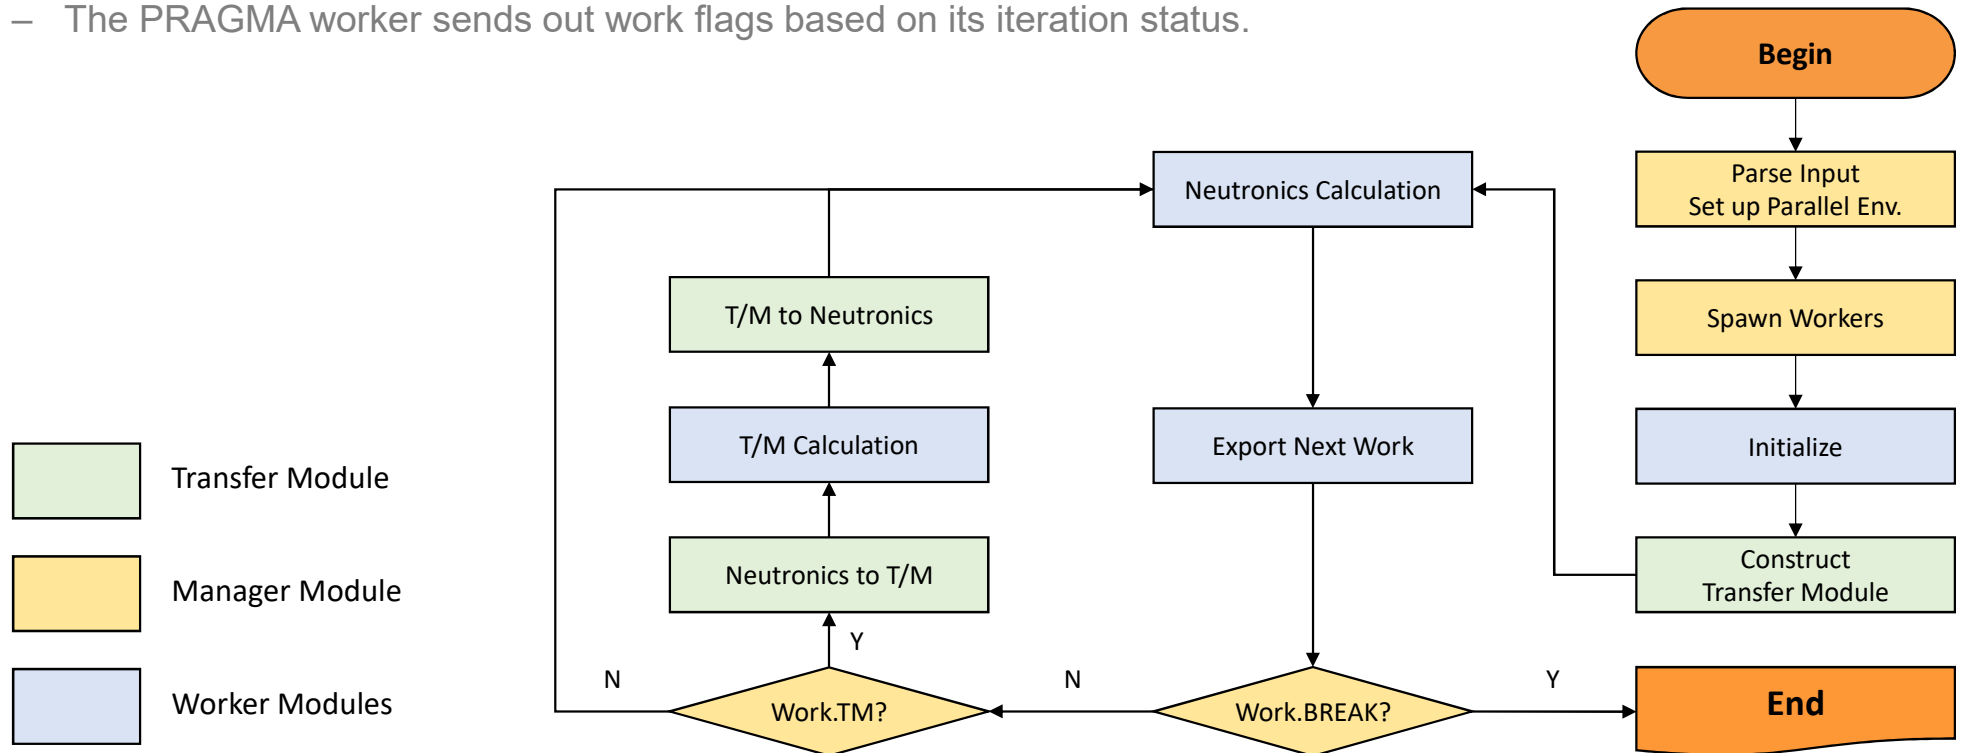 – The PRAGMA worker sends out work flags based on its iteration status.
Begin
Parse Input
Set up Parallel Env.
Spawn Workers
Initialize
Construct
Transfer Module
Neutronics Calculation
Export Next Work
Work.BREAK?
Y
End
N
Work.TM?
Y
N
Neutronics to T/M
T/M Calculation
T/M to Neutronics
Transfer Module
Manager Module
Worker Modules